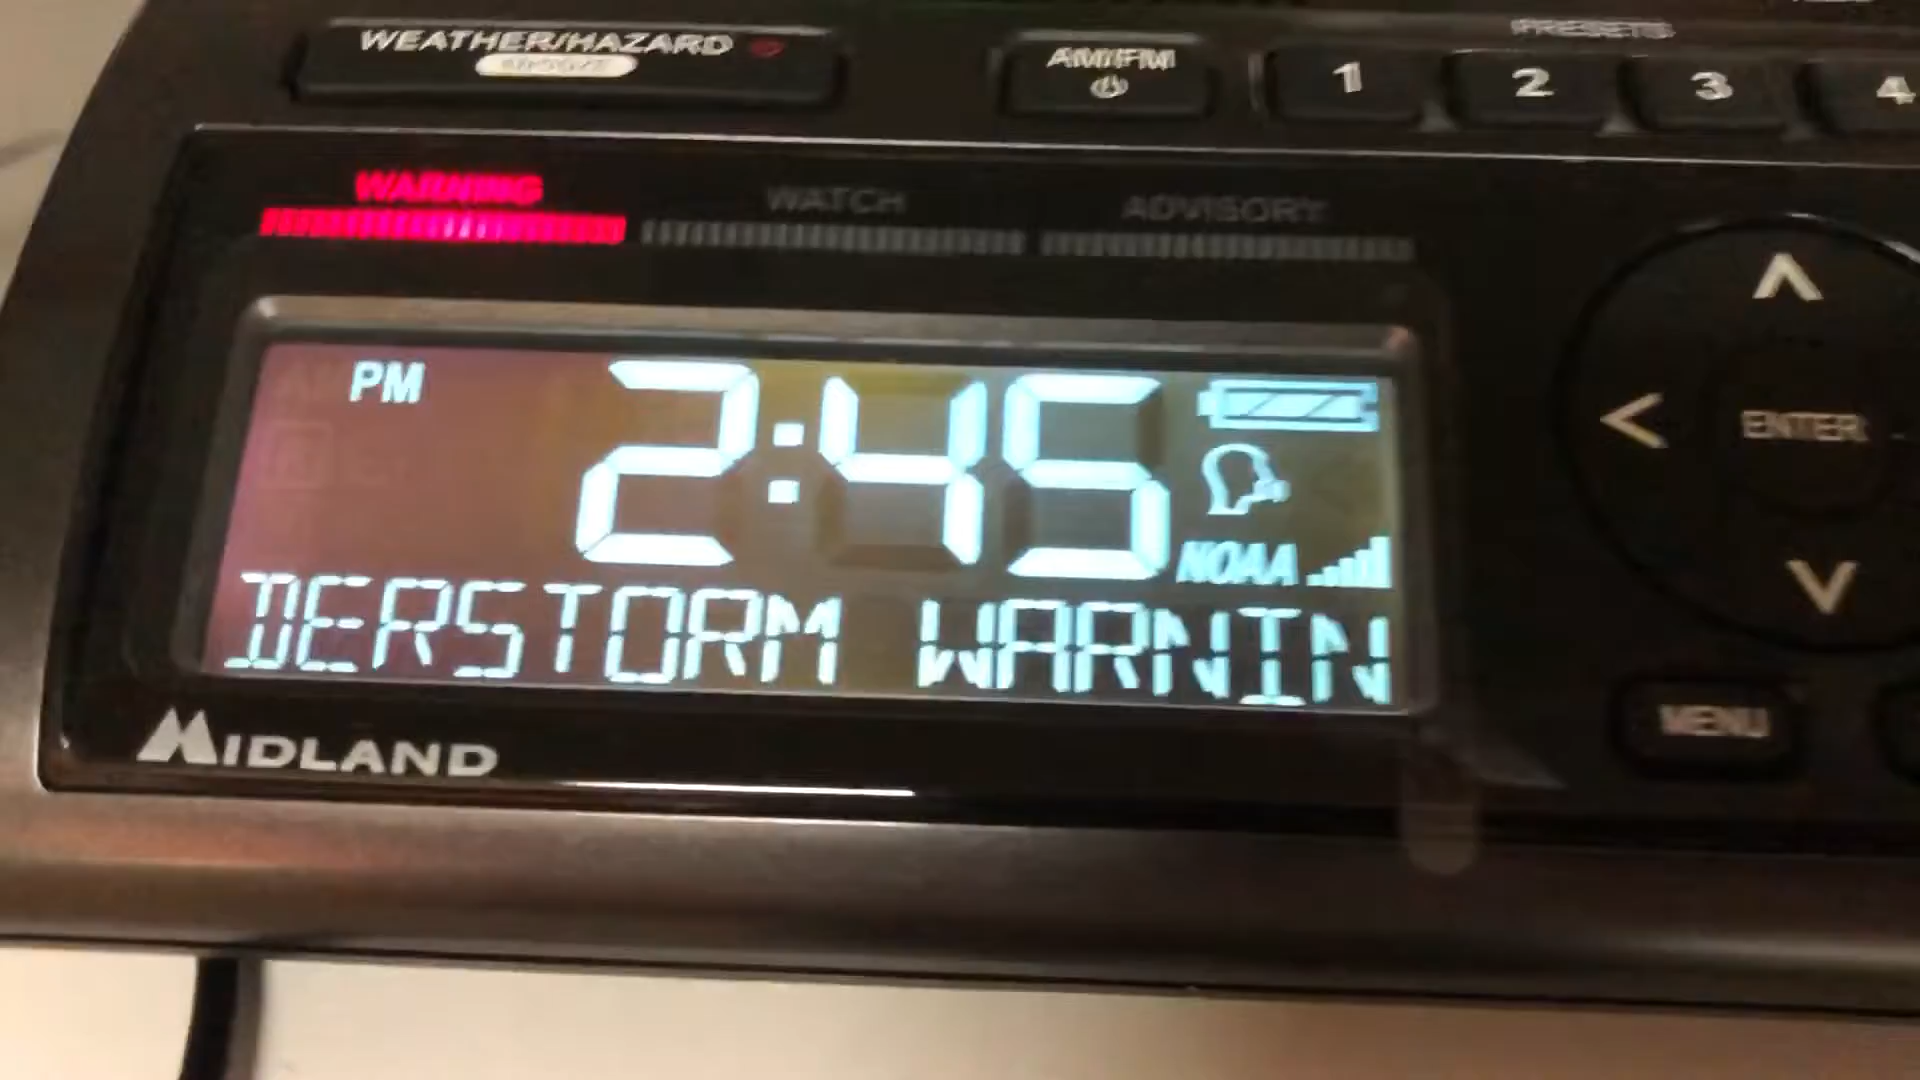 PRESETS
WEATHER/HAZARD
AM/FM
1
2
3
4
WARNING
WATCH
ADVISORY
PM
2:45
NOAA
DERSTORM WARNIN
ENTER
MENU
MIDLAND